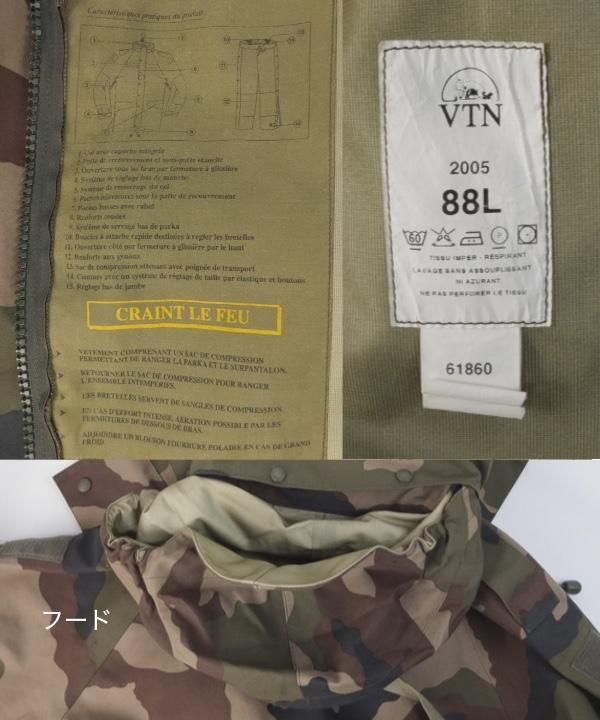 Caractéristiques pratiques du parfait :
2. Patte de recouvrement et sous-patte étanche
3. Ouverture sous les bras par fermeture à glissière
4. Système de réglage bas de manche
5. Système de resserrage du col
6. Poches intérieures sous la patte de recouvrement
7. Poches basses avec rabat
8. Renforts coudes
9. Système de serrage bas de parka
10. Boucles à attache rapide destinées à régler les bretelles
11. Ouverture côté par fermeture à glissière par le haut
12. Renforts aux genoux
13. Sac de compression attenant avec poignée de transport
14. Ceinture avec un système de réglage de taille par élastique et boutons
15. Réglage bas de jambe
CRAINT LE FEU
VETEMENT COMPRENANT UN SAC DE COMPRESSION
PERMETTANT DE RANGER LA PARKA ET LE SURPANTALON.
RETOURNER LE SAC DE COMPRESSION POUR RANGER
L'ENSEMBLE INTEMPERIES.
LES BRETELLES SERVENT DE SANGLES DE COMPRESSION.
EN CAS D'EFFORT INTENSE, AERATION POSSIBLE PAR LES
FERMETURES DE DESSOUS DE BRAS.
ADJOINDRE UN BLOUSON FOURRURE POLAIRE EN CAS DE GRAND
FROID.
VTN
2005
88L
60
TISSU IMPER - RESPIRANT
LAVAGE SANS ASSOUPLISSANT
NI AZURANT
NE PAS PERFORER LE TISSU
61860
フード